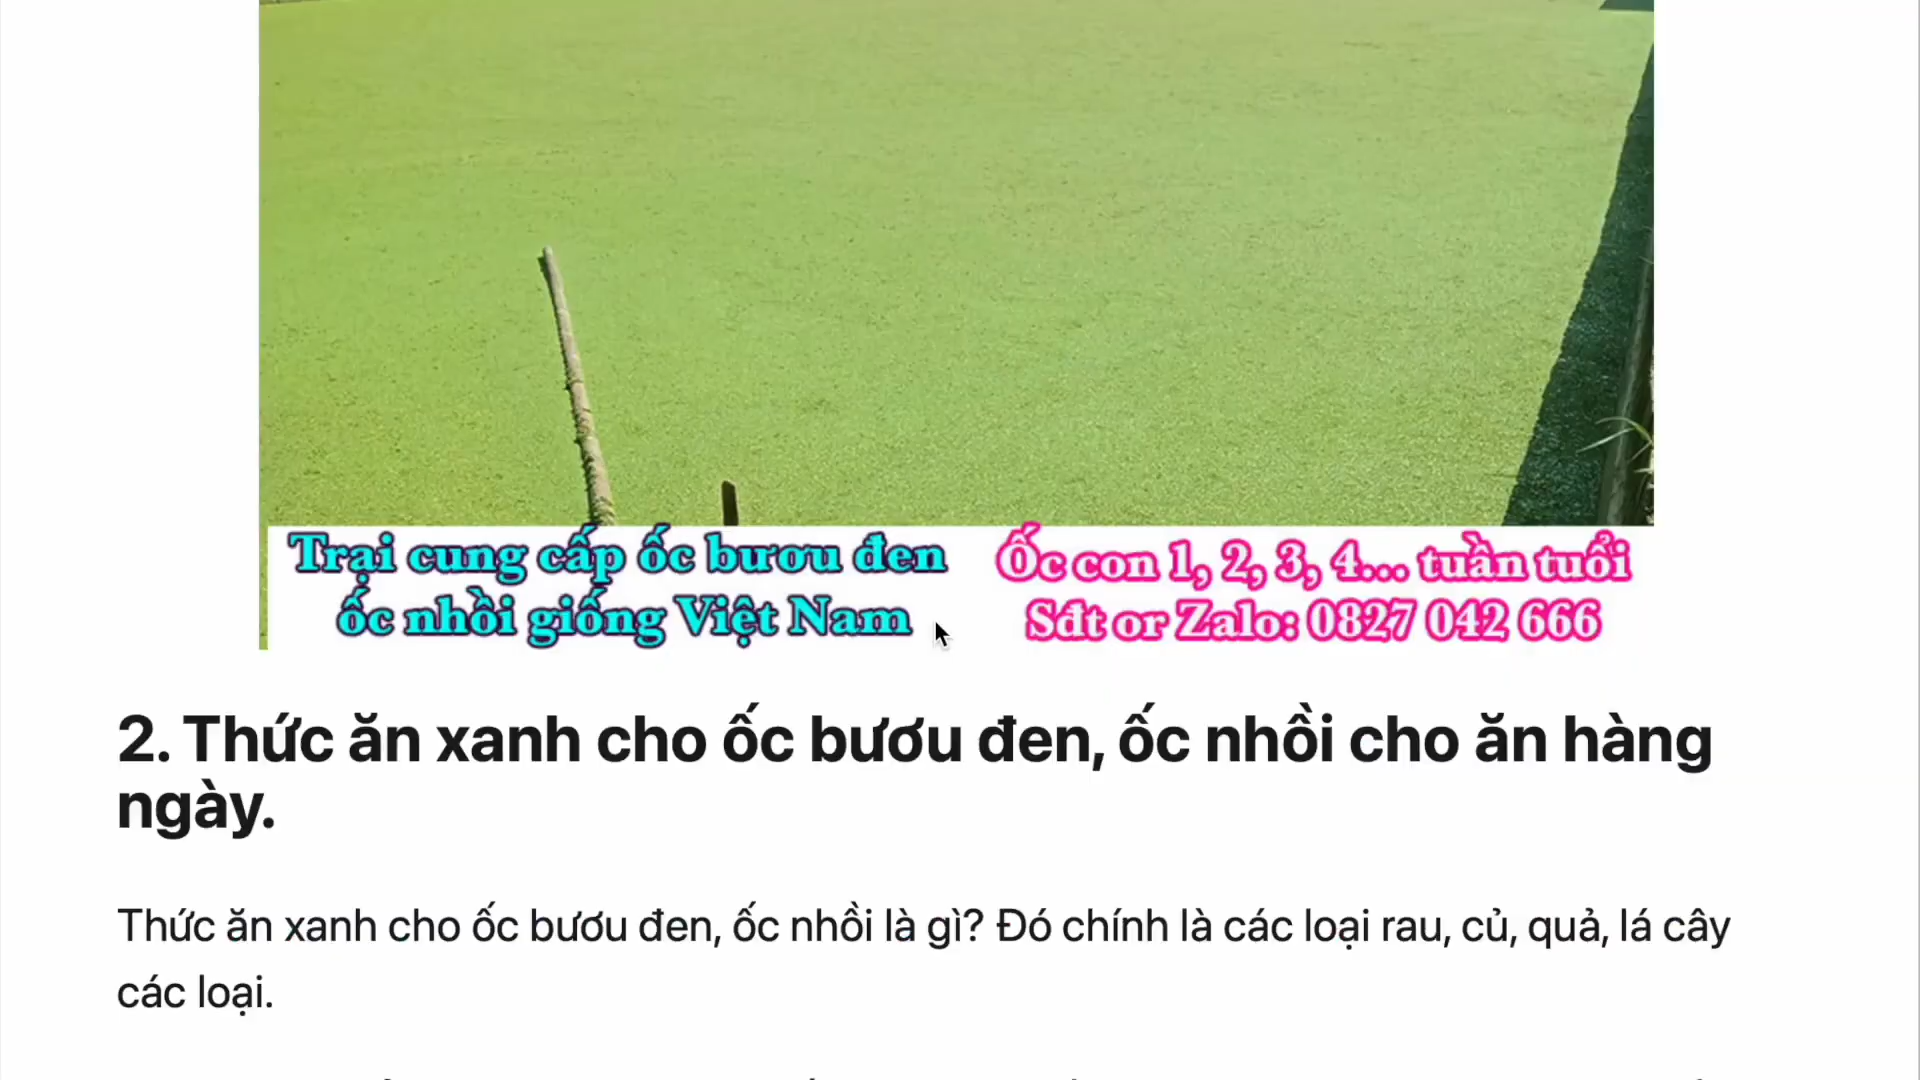 Trại cung cấp ốc bươu đen
ốc nhồi giống Việt Nam
Ốc con 1, 2, 3, 4... tuần tuổi
Sđt or Zalo: 0827 042 666
2. Thức ăn xanh cho ốc bươu đen, ốc nhồi cho ăn hàng
ngày.
Thức ăn xanh cho ốc bươu đen, ốc nhồi là gì? Đó chính là các loại rau, củ, quả, lá cây
các loại.